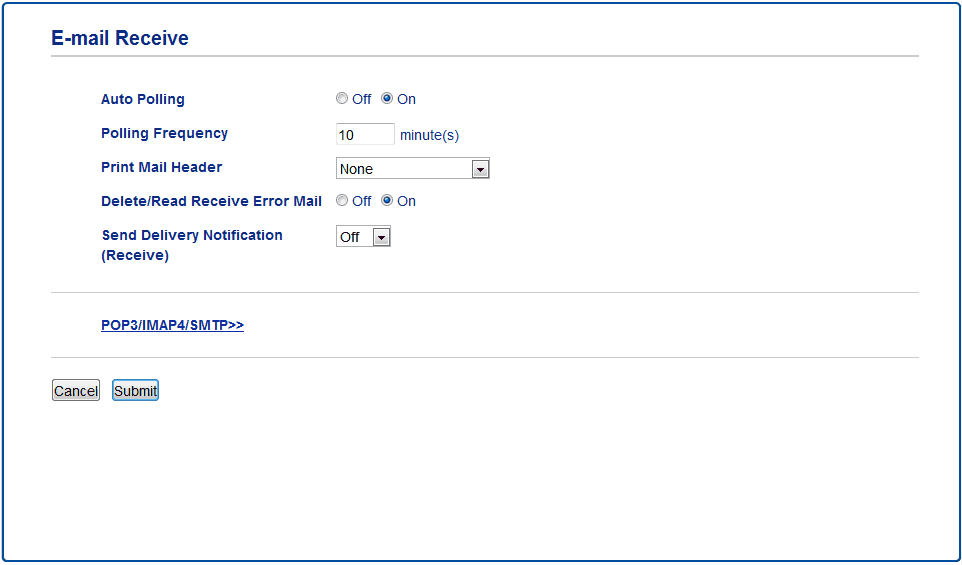 E-mail Receive
Auto Polling Off On
Polling Frequency 10 minute(s)
Print Mail Header None
Delete/Read Receive Error Mail Off On
Send Delivery Notification Off
(Receive)
POP3/IMAP4/SMTP>>
Cancel Submit